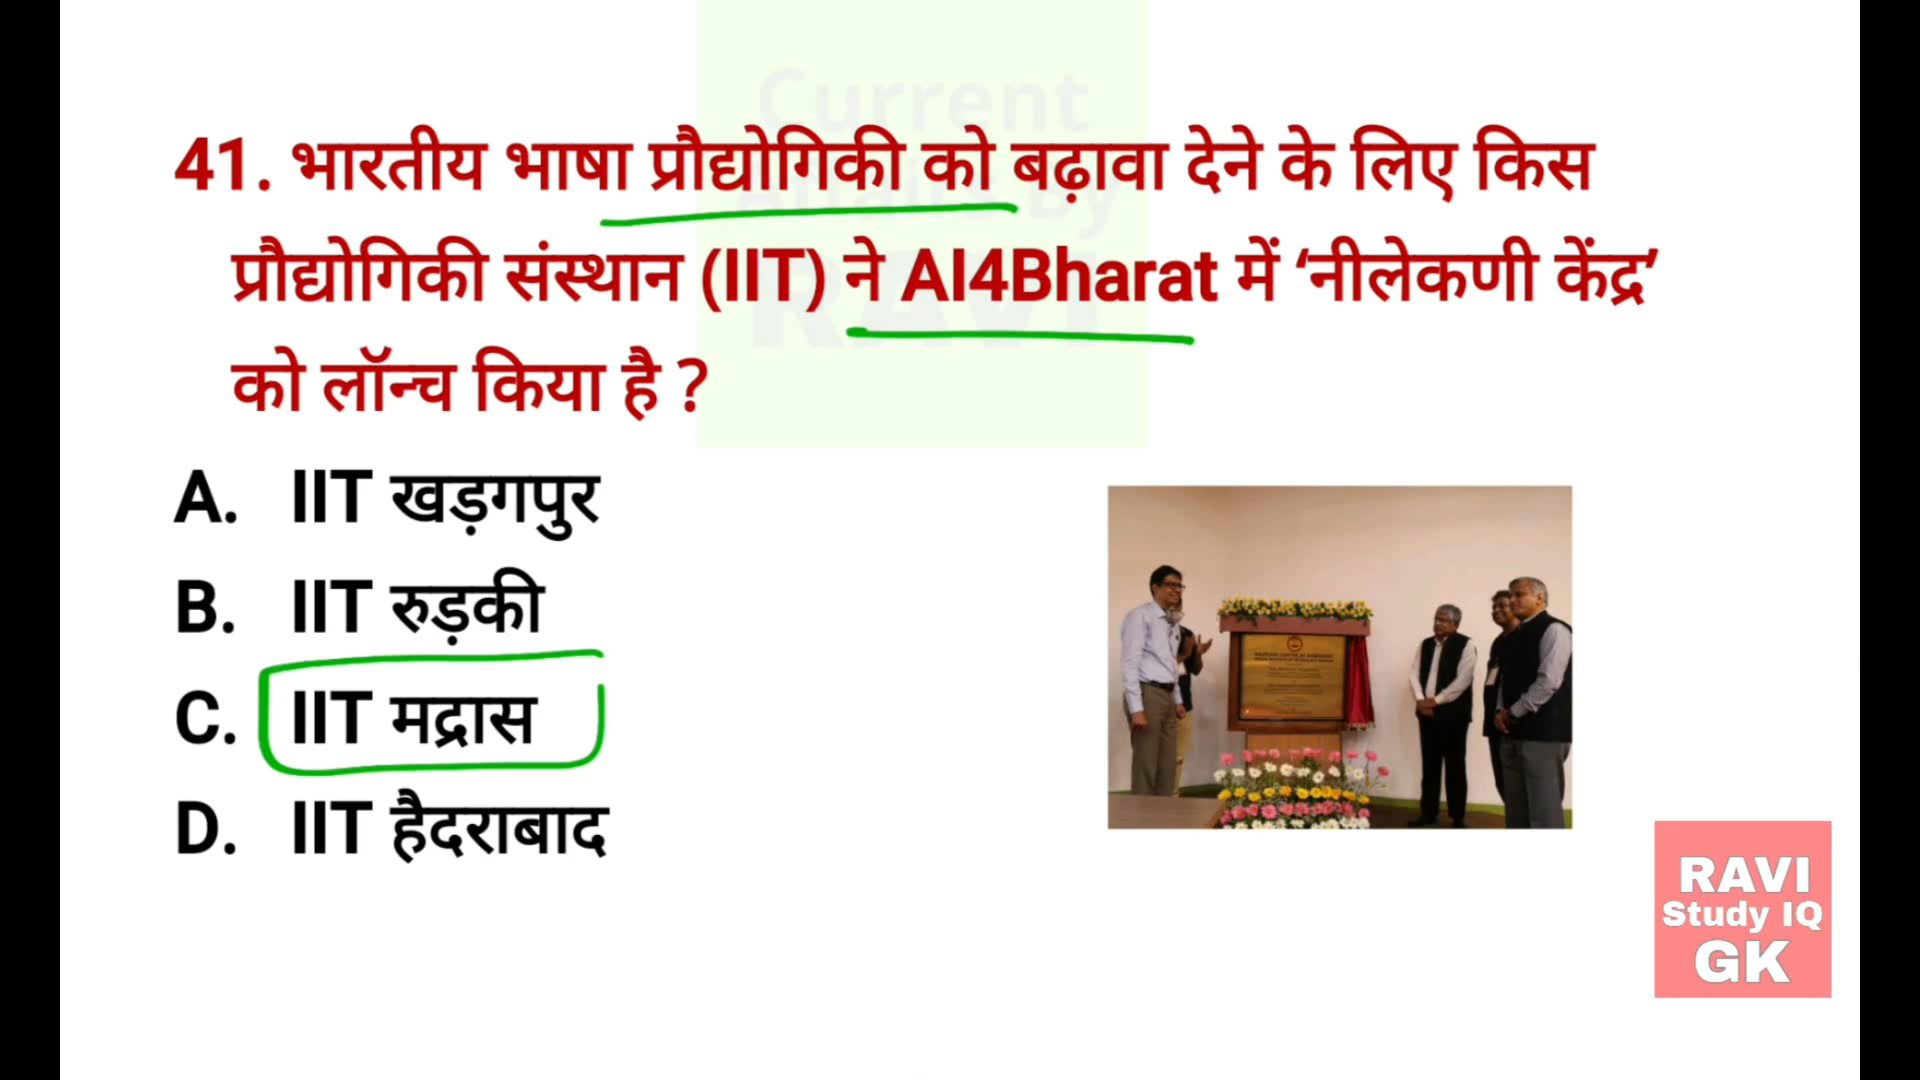 Current
Affairs By
RAVI
41. भारतीय भाषा प्रौद्योगिकी को बढ़ावा देने के लिए किस
प्रौद्योगिकी संस्थान (IIT) ने AI4Bharat में ‘नीलेकणी केंद्र’
को लॉन्च किया है ?
A. IIT खड़गपुर
B. IIT रुड़की
C. IIT मद्रास
D. IIT हैदराबाद
RAVI
Study IQ
GK